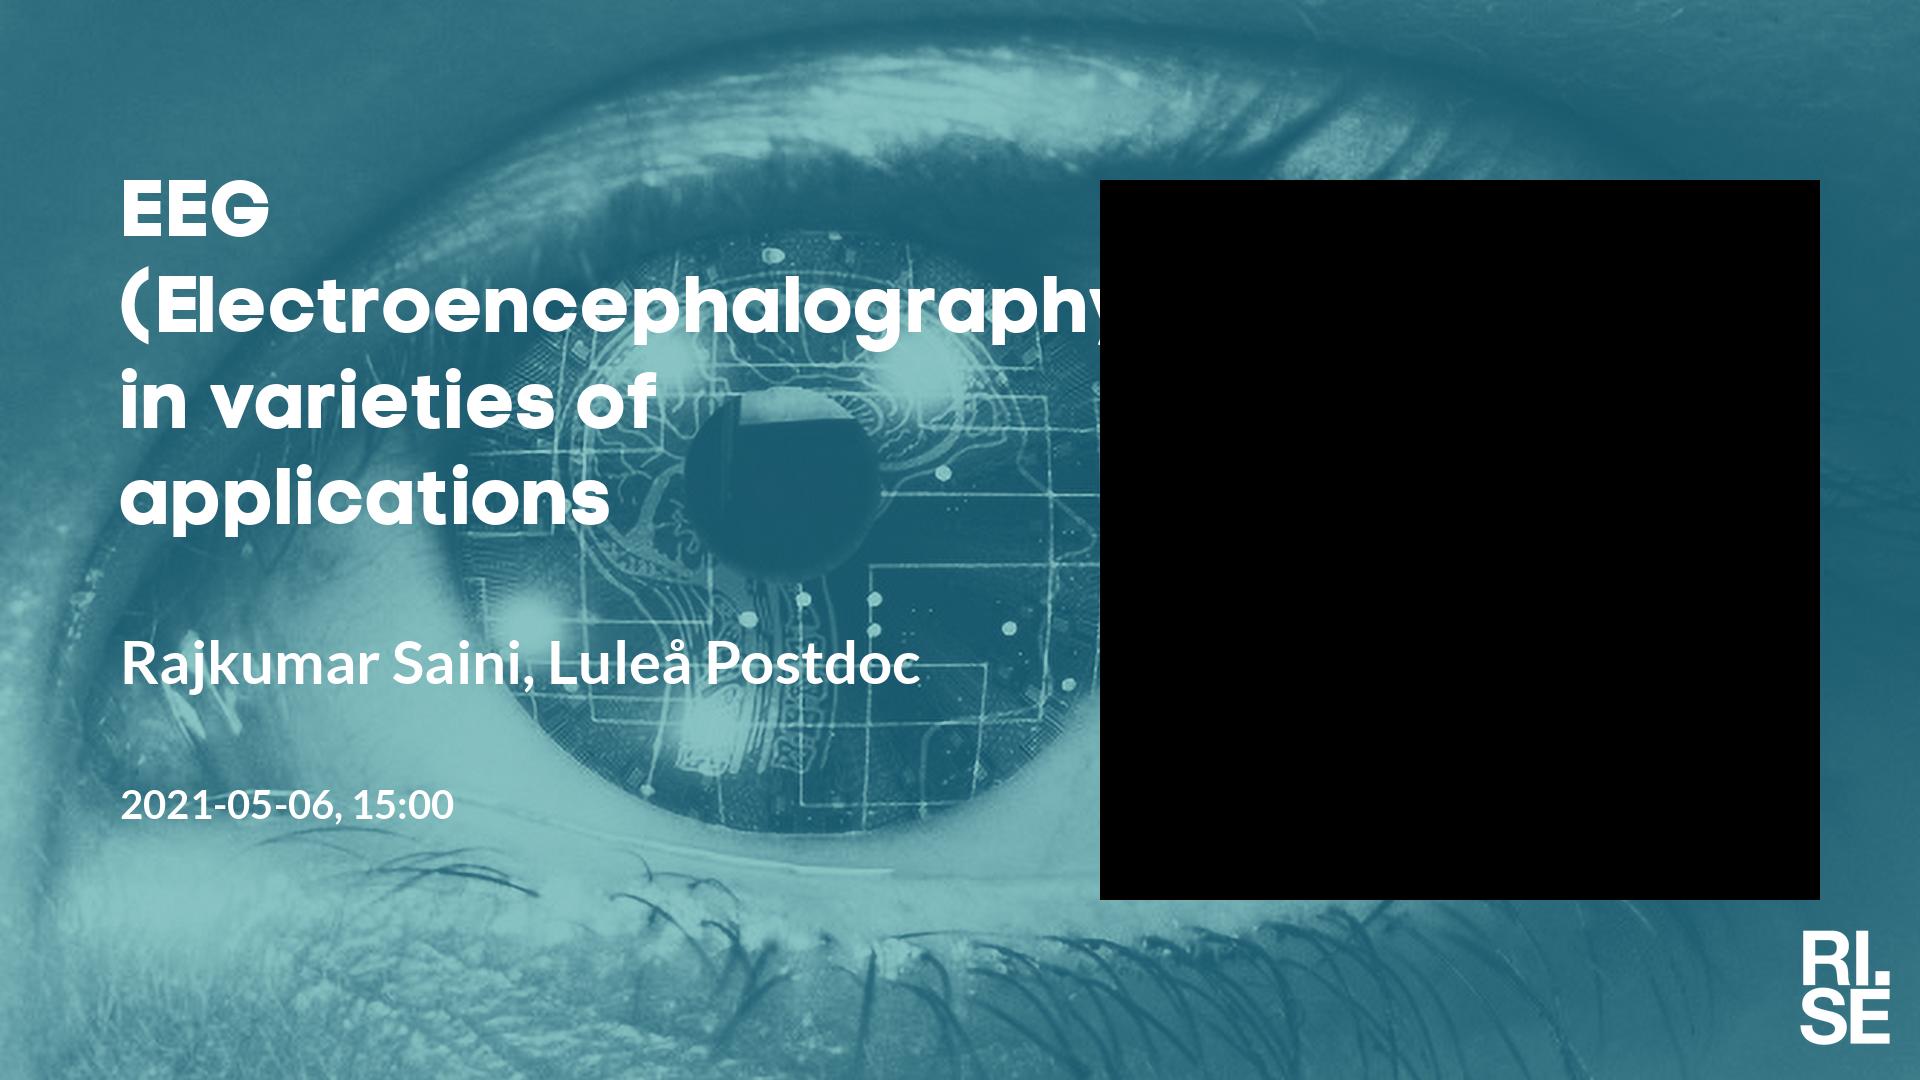 EEG
(Electroencephalography
in varieties of
applications
Rajkumar Saini, Luleå Postdoc
2021-05-06, 15:00
RI.
SE